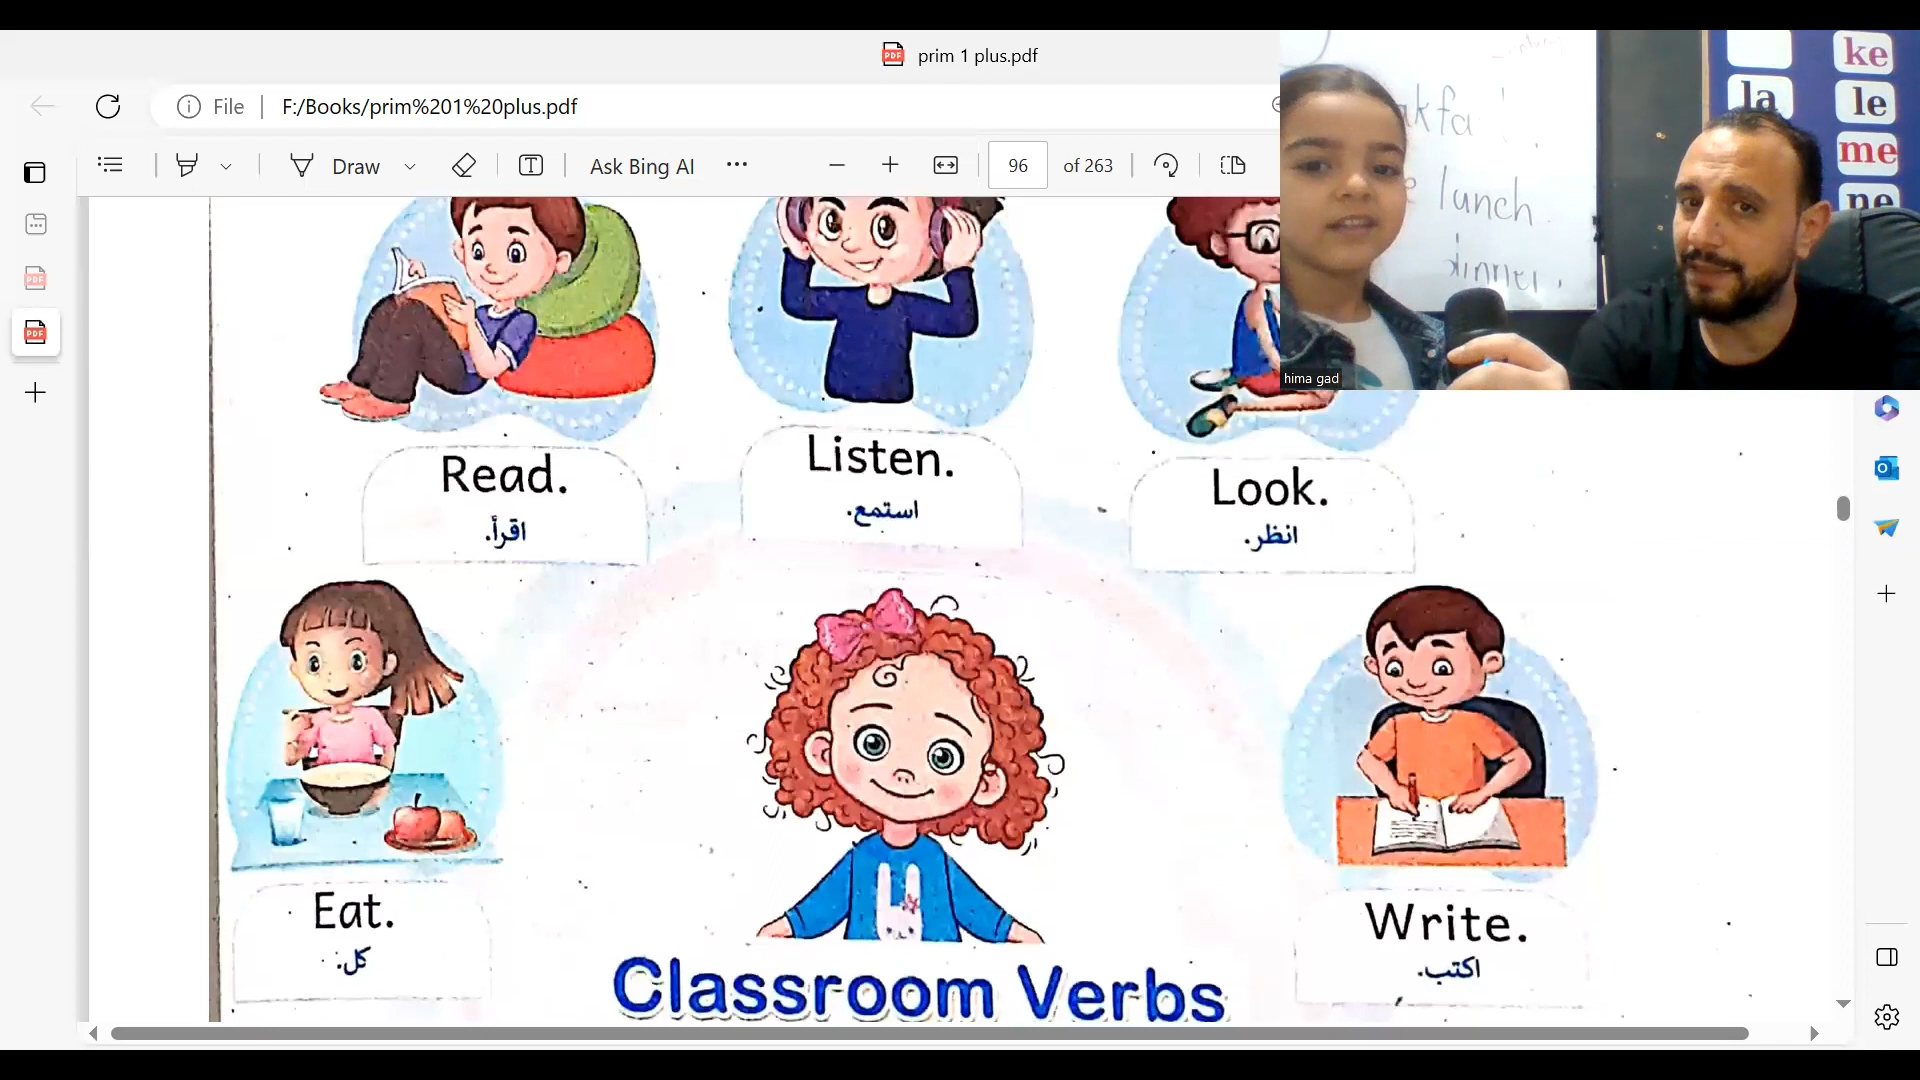 prim 1 plus.pdf
File
F:/Books/prim%201%20plus.pdf
Draw
Ask Bing AI
96 of 263
lunch
dinner.
la
ke
le
me
ne
hima gad
Read.
اقرأ.
Listen.
استمع.
Look.
انظر.
Eat.
كل.
Write.
اكتب.
Classroom Verbs